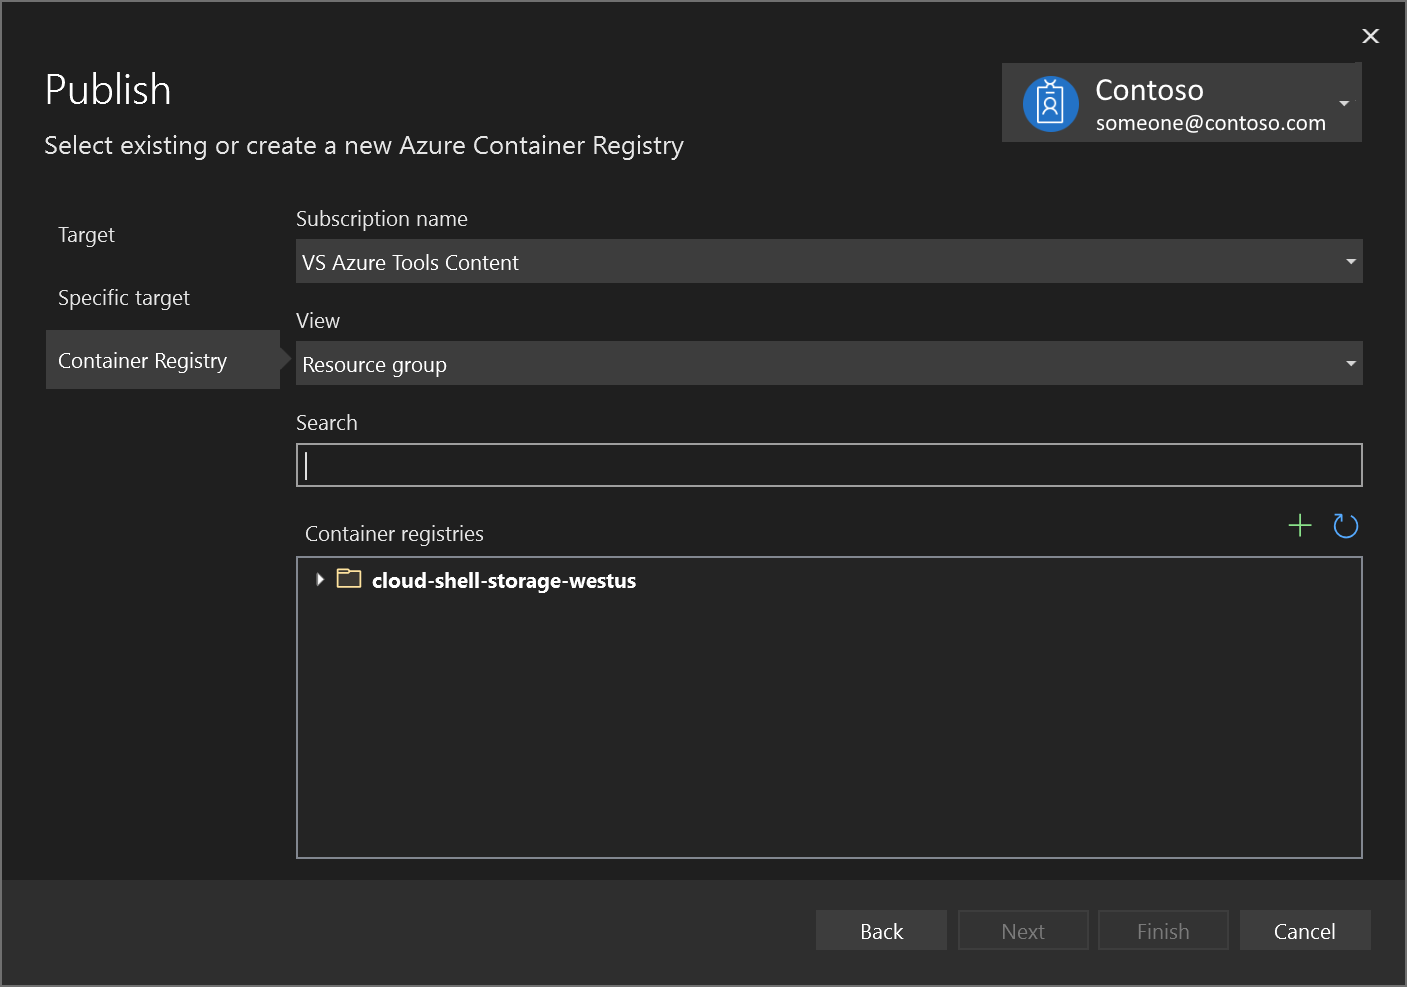 Publish
Select existing or create a new Azure Container Registry
Contoso
someone@contoso.com
Target
Specific target
Container Registry
Subscription name
VS Azure Tools Content
View
Resource group
Search
Container registries
cloud-shell-storage-westus
Back
Next
Finish
Cancel